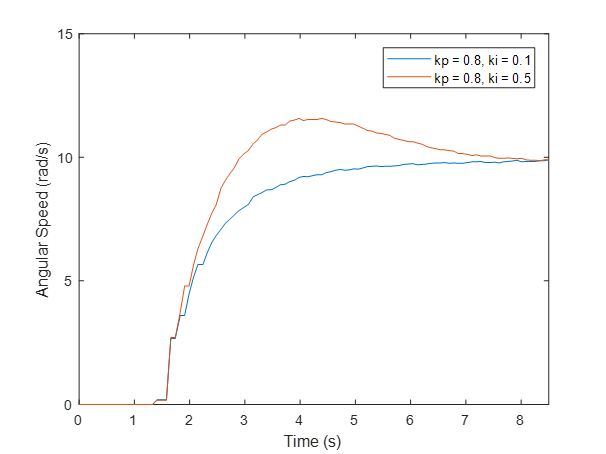 15
kp = 0.8, ki = 0.1
kp = 0.8, ki = 0.5
10
Angular Speed (rad/s)
5
0
0 1 2 3 4 5 6 7 8
Time (s)